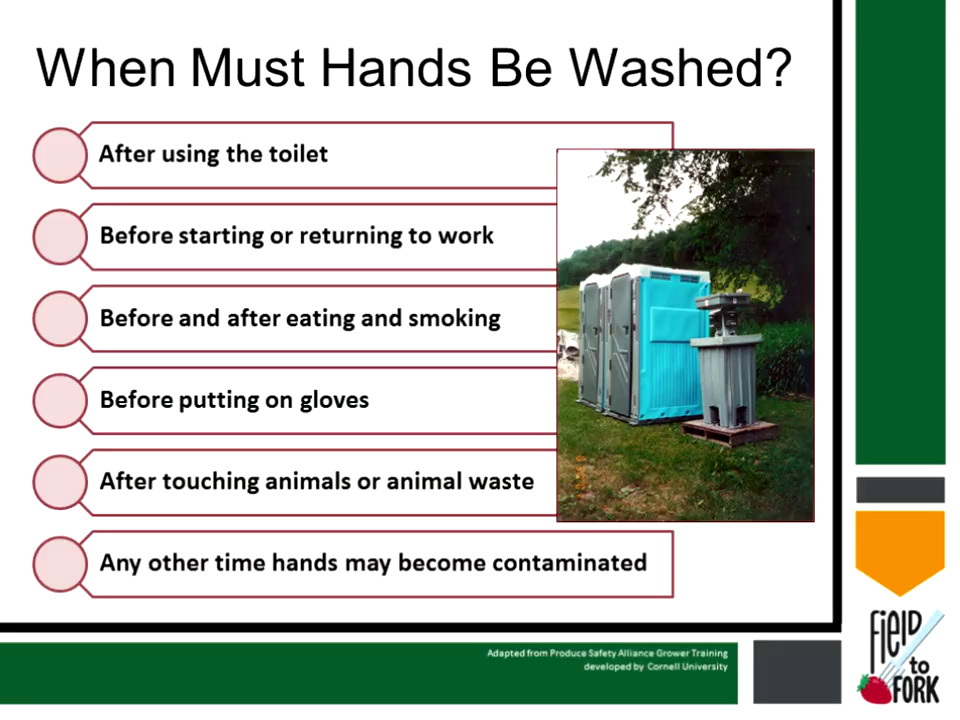 When Must Hands Be Washed?
After using the toilet
Before starting or returning to work
Before and after eating and smoking
Before putting on gloves
After touching animals or animal waste
Any other time hands may become contaminated
Adapted from Produce Safety Alliance Grower Training
developed by Cornell University
FiELD
to
FORK